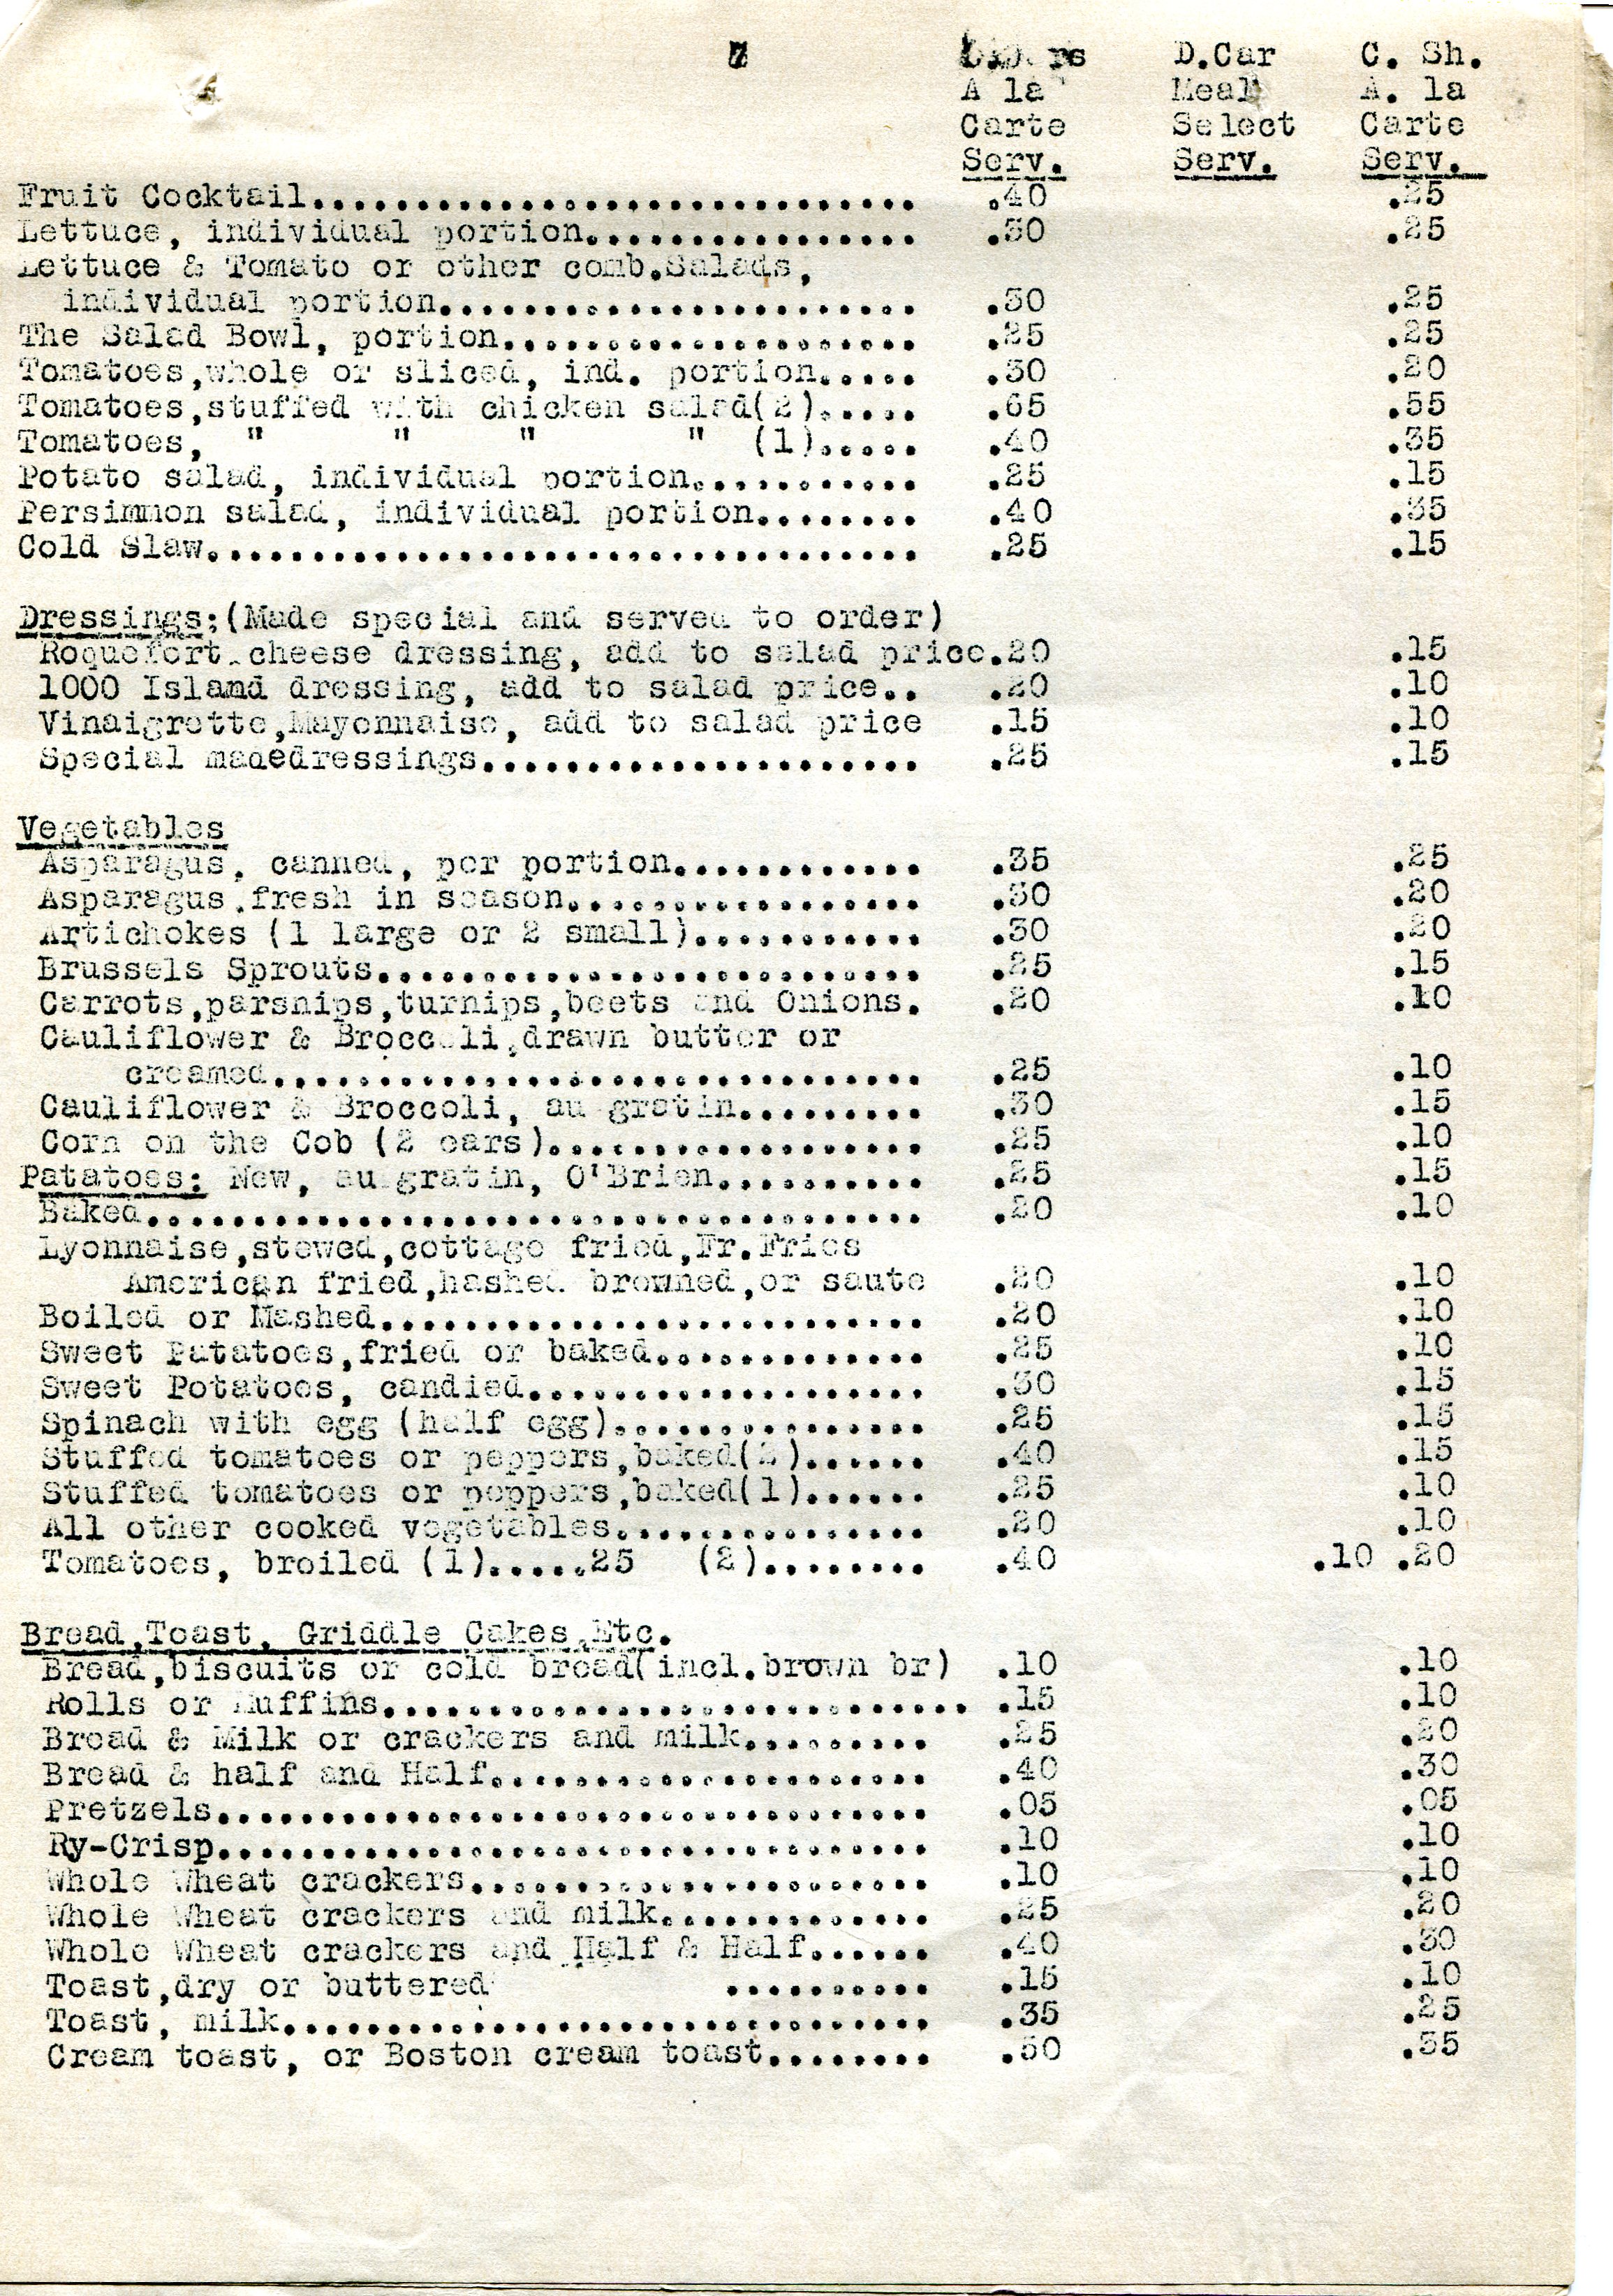 7 D.Cars D.Car C. Sh.
A la Meal A. la
Carte Select Carte
Serv. Serv. Serv.
Fruit Cocktail............................. .40 .25
Lettuce, individual portion................ .30 .25
Lettuce & Tomato or other comb.Salads,
individual portion....................... .30 .25
The Salad Bowl, portion.................... .25 .25
Tomatoes,whole or sliced, ind. portion..... .30 .20
Tomatoes,stuffed with chicken salad(2)..... .65 .55
Tomatoes, " " " " (1)..... .40 .35
Potato salad, individual portion........... .25 .15
Persimmon salad, individual portion........ .40 .35
Cold Slaw.................................. .25 .15
Dressings:(Made special and served to order)
Roquefort cheese dressing, add to salad price.20 .15
1000 Island dressing, add to salad price.. .20 .10
Vinaigrette,Mayonnaise, add to salad price .15 .10
Special madedressings..................... .25 .15
Vegetables
Asparagus, canned, per portion............ .35 .25
Asparagus,fresh in season................. .30 .20
Artichokes (1 large or 2 small)........... .30 .20
Brussels Sprouts.......................... .25 .15
Carrots,parsnips,turnips,beets and Onions. .20 .10
Cauliflower & Broccoli,drawn butter or
creamed............................... .25 .10
Cauliflower & Broccoli, au gratin......... .30 .15
Corn on the Cob (2 ears).................. .25 .10
Patatoes: New, au gratin, O'Brien.......... .25 .15
Baked..................................... .20 .10
Lyonnaise,stewed,cottage fried,Fr.Fries
American fried,hashed browned,or saute .20 .10
Boiled or Mashed.......................... .20 .10
Sweet Patatoes,fried or baked............. .25 .10
Sweet Potatoes, candied................... .30 .15
Spinach with egg (half egg)............... .25 .15
Stuffed tomatoes or peppers,baked(2)...... .40 .15
Stuffed tomatoes or peppers,baked(1)...... .25 .10
All other cooked vegetables............... .20 .10
Tomatoes, broiled (1).....25 (2)........ .40 .10 .20
Bread,Toast, Griddle Cakes,Etc.
Bread,biscuits or cold bread(incl.brown br) .10 .10
Rolls or Muffins............................ .15 .10
Bread & Milk or crackers and milk......... .25 .20
Bread & half and Half..................... .40 .30
Pretzels.................................. .05 .05
Ry-Crisp.................................. .10 .10
Whole Wheat crackers...................... .10 .10
Whole Wheat crackers and milk............. .25 .20
Whole Wheat crackers and Half & Half...... .40 .30
Toast,dry or buttered .......... .15 .10
Toast, milk............................... .35 .25
Cream toast, or Boston cream toast........ .50 .35